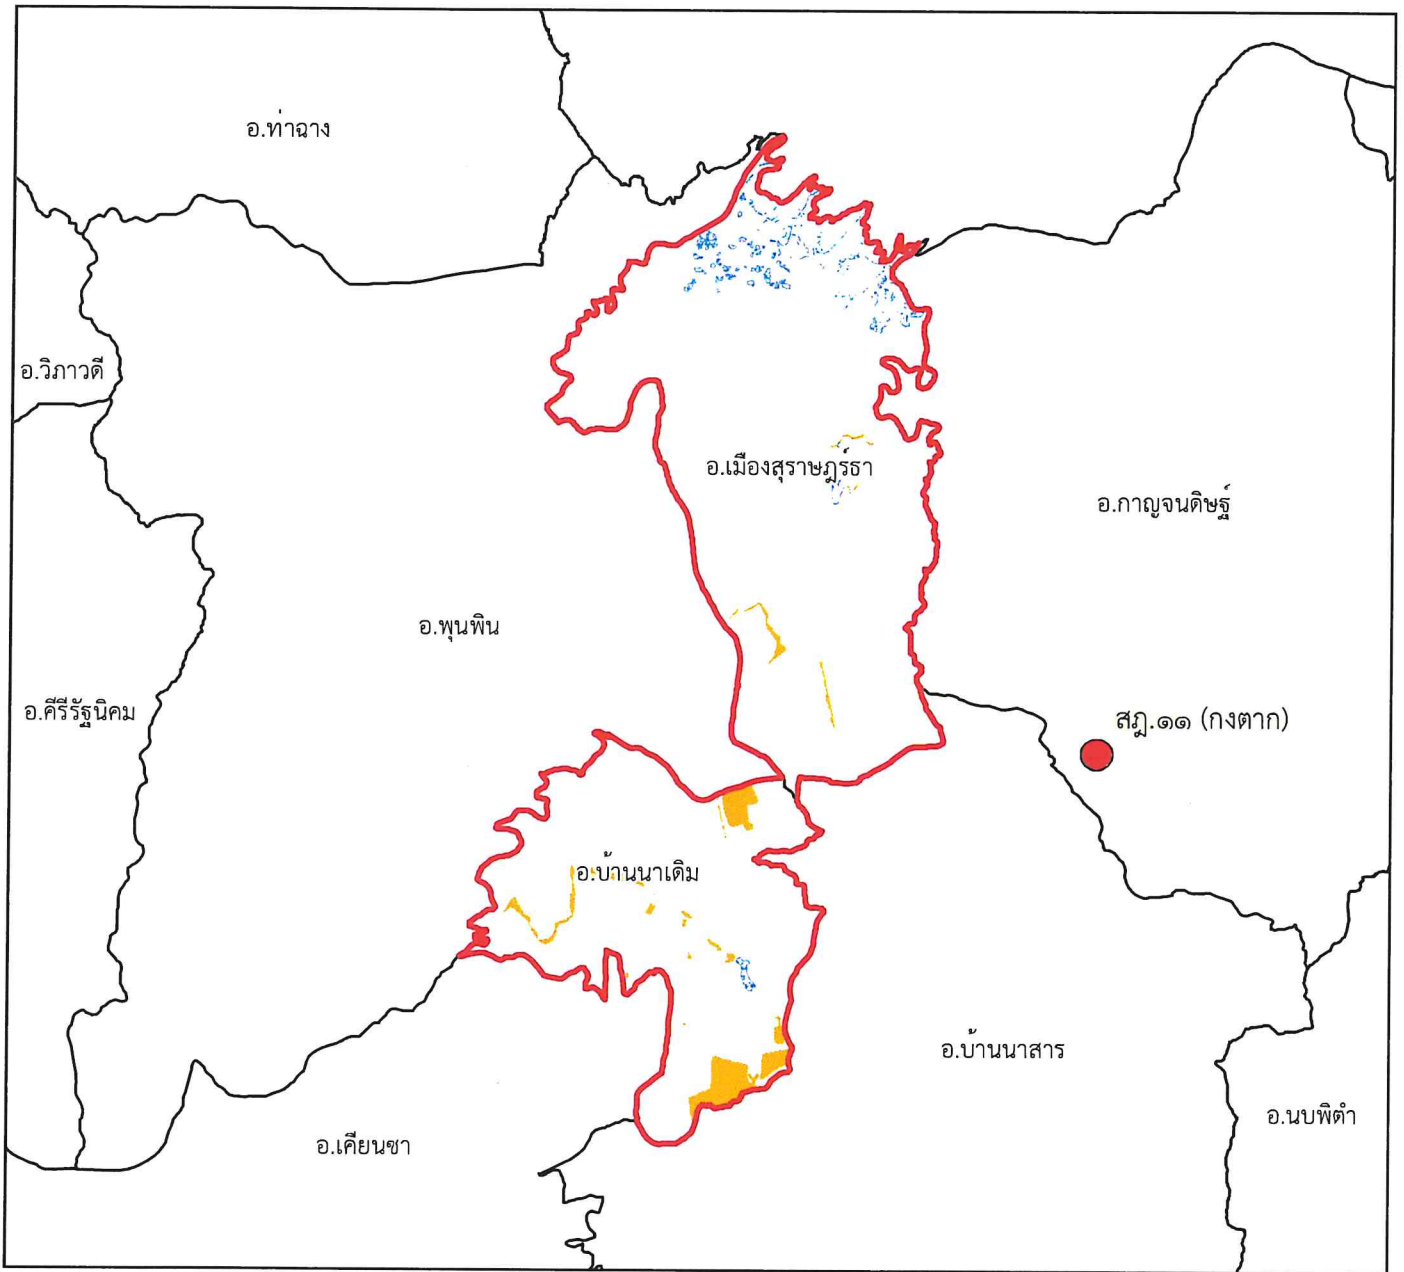 อ.ท่าฉาง
อ.วิภาวดี
อ.เมืองสุราษฎร์ธา
อ.กาญจนดิษฐ์
อ.พุนพิน
อ.คีรีรัฐนิคม
สฎ.๑๑ (กงตาก)
อ.บ้านนาเดิม
อ.บ้านนาสาร
อ.นบพิตำ
อ.เคียนซา